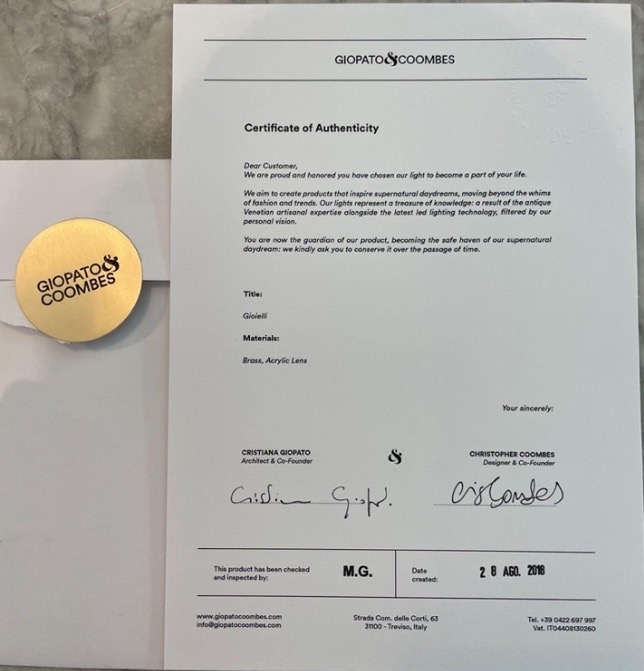 GIOPATO&COOMBES
Certificate of Authenticity
Dear Customer,
We are proud and honored you have chosen our light to become a part of your life.
We aim to create products that inspire supernatural daydreams, moving beyond the whims
of fashion and trends. Our lights represent a treasure of knowledge: a result of the antique
Venetian artisanal expertise alongside the latest led lighting technology, filtered by our
personal vision.
You are now the guardian of our product, becoming the safe haven of our supernatural
daydream: we kindly ask you to conserve it over the passage of time.
GIOPATO&
COOMBES
Title:
Gioielli
Materials:
Brass, Acrylic Lens
Your sincerely:
CRISTIANA GIOPATO & CHRISTOPHER COOMBES
Architect & Co-Founder Designer & Co-Founder
This product has been checked
and inspected by:
M.G.
Date
created:
28 AGO. 2018
www.giopatocoombes.com
info@giopatocoombes.com
Strada Com. delle Corti, 63
31100 - Treviso, Italy
Tel. +39 0422 697 997
Vat. IT04408130260